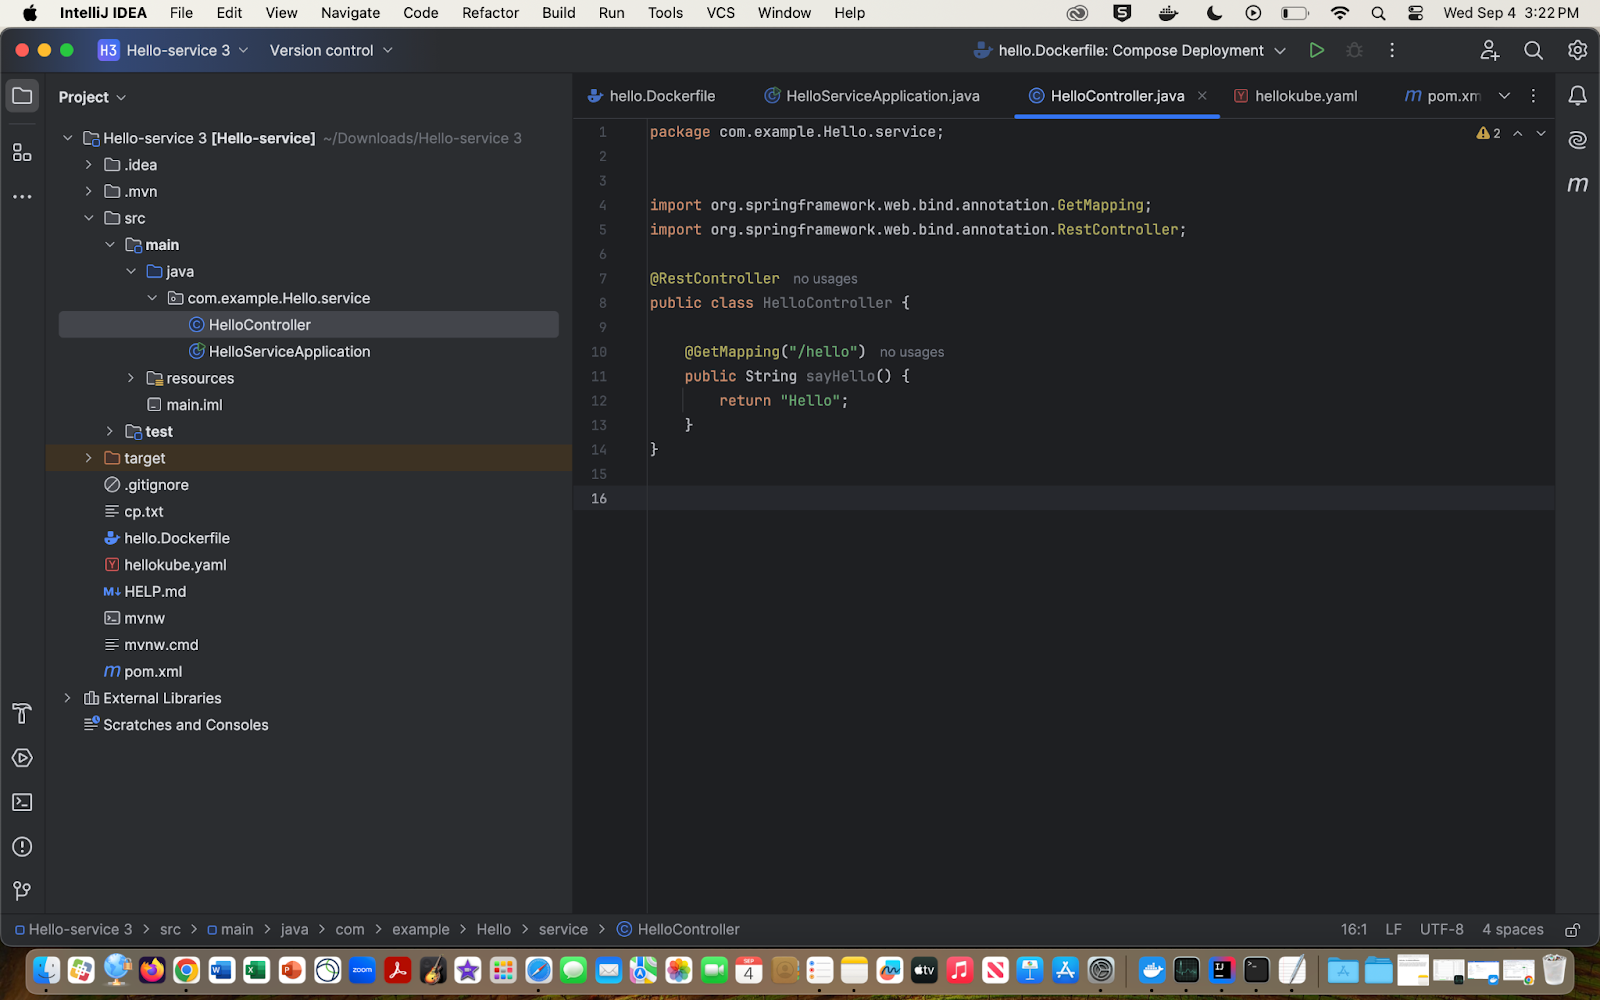 IntelliJ IDEA File Edit View Navigate Code Refactor Build Run Tools VCS Window Help Wed Sep 4 3:22 PM
H3 Hello-service 3 Version control hello.Dockerfile: Compose Deployment
Project
hello.Dockerfile HelloServiceApplication.java HelloController.java hellokube.yaml pom.xm
Hello-service 3 [Hello-service] ~/Downloads/Hello-service 3
.idea
.mvn
src
main
java
com.example.Hello.service
HelloController
HelloServiceApplication
resources
main.iml
test
target
.gitignore
cp.txt
hello.Dockerfile
hellokube.yaml
HELP.md
mvnw
mvnw.cmd
pom.xml
External Libraries
Scratches and Consoles
1 package com.example.Hello.service; 2
2
3
4 import org.springframework.web.bind.annotation.GetMapping;
5 import org.springframework.web.bind.annotation.RestController;
6
7 @RestController no usages
8 public class HelloController {
9
10 @GetMapping("/hello") no usages
11 public String sayHello() {
12 return "Hello";
13 }
14 }
15
16
Hello-service 3 > src > main > java > com > example > Hello > service > HelloController 16:1 LF UTF-8 4 spaces
zoom SEP 4 tv